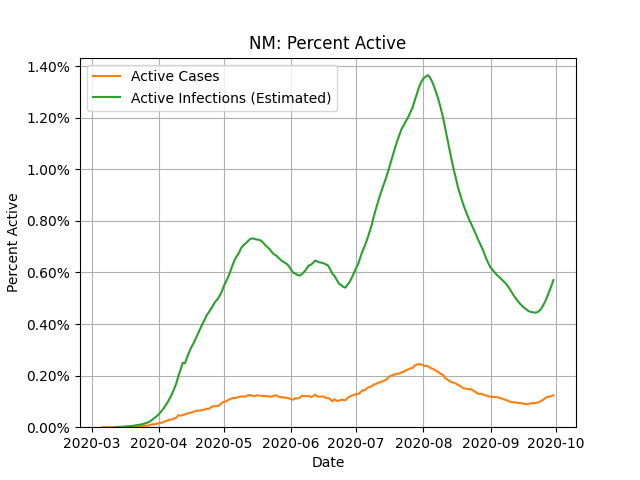 NM: Percent Active
Active Cases
Active Infections (Estimated)
1.40%
1.20%
1.00%
0.80%
0.60%
0.40%
0.20%
0.00%
Percent Active
2020-03 2020-04 2020-05 2020-06 2020-07 2020-08 2020-09 2020-10
Date